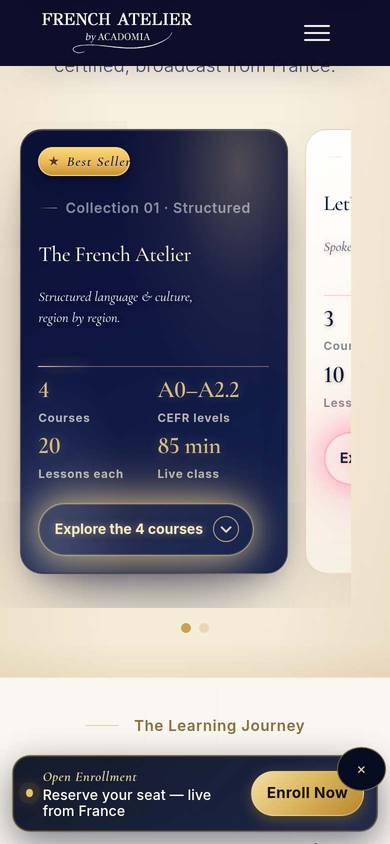 FRENCH ATELIER
by ACADOMIA
certified, broadcast from France.
★ Best Seller
Collection 01 · Structured
The French Atelier
Structured language & culture,
region by region.
4
Courses
A0–A2.2
CEFR levels
20
Lessons each
85 min
Live class
Explore the 4 courses
3
10
The Learning Journey
Open Enrollment
Reserve your seat — live
from France
Enroll Now
×